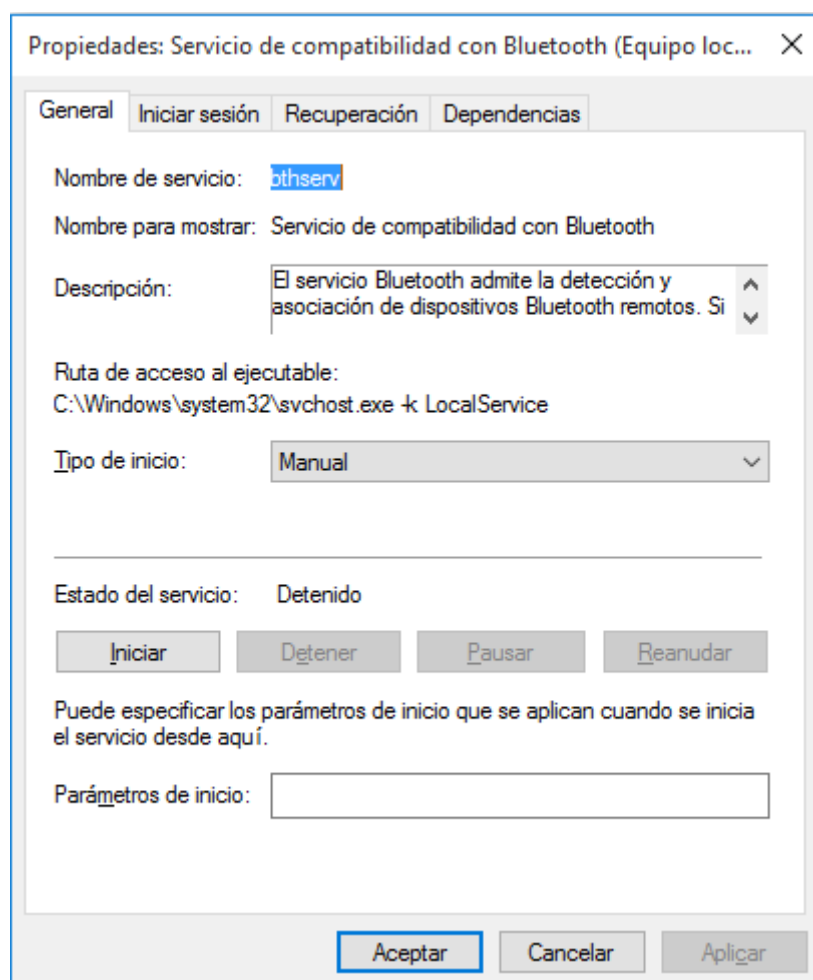 Propiedades: Servicio de compatibilidad con Bluetooth (Equipo loc...
General Iniciar sesión Recuperación Dependencias
Nombre de servicio: bthserv
Nombre para mostrar: Servicio de compatibilidad con Bluetooth
Descripción: El servicio Bluetooth admite la detección y
asociación de dispositivos Bluetooth remotos. Si
Ruta de acceso al ejecutable:
C:\Windows\system32\svchost.exe -k LocalService
Tipo de inicio: Manual
Estado del servicio: Detenido
Iniciar Detener Pausar Reanudar
Puede especificar los parámetros de inicio que se aplican cuando se inicia
el servicio desde aquí.
Parámetros de inicio:
Aceptar Cancelar Aplicar